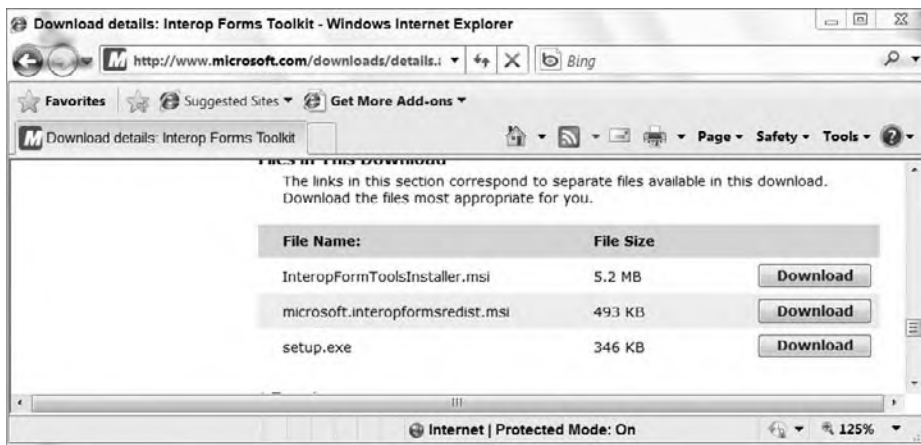 Download details: Interop Forms Toolkit - Windows Internet Explorer
http://www.microsoft.com/downloads/details.
Bing
Favorites Suggested Sites Get More Add-ons
Download details: Interop Forms Toolkit
Page Safety Tools
Files in This Download
The links in this section correspond to separate files available in this download.
Download the files most appropriate for you.
File Name: File Size
InteropFormToolsInstaller.msi 5.2 MB Download
microsoft.interopformsredist.msi 493 KB Download
setup.exe 346 KB Download
Internet | Protected Mode: On 125%